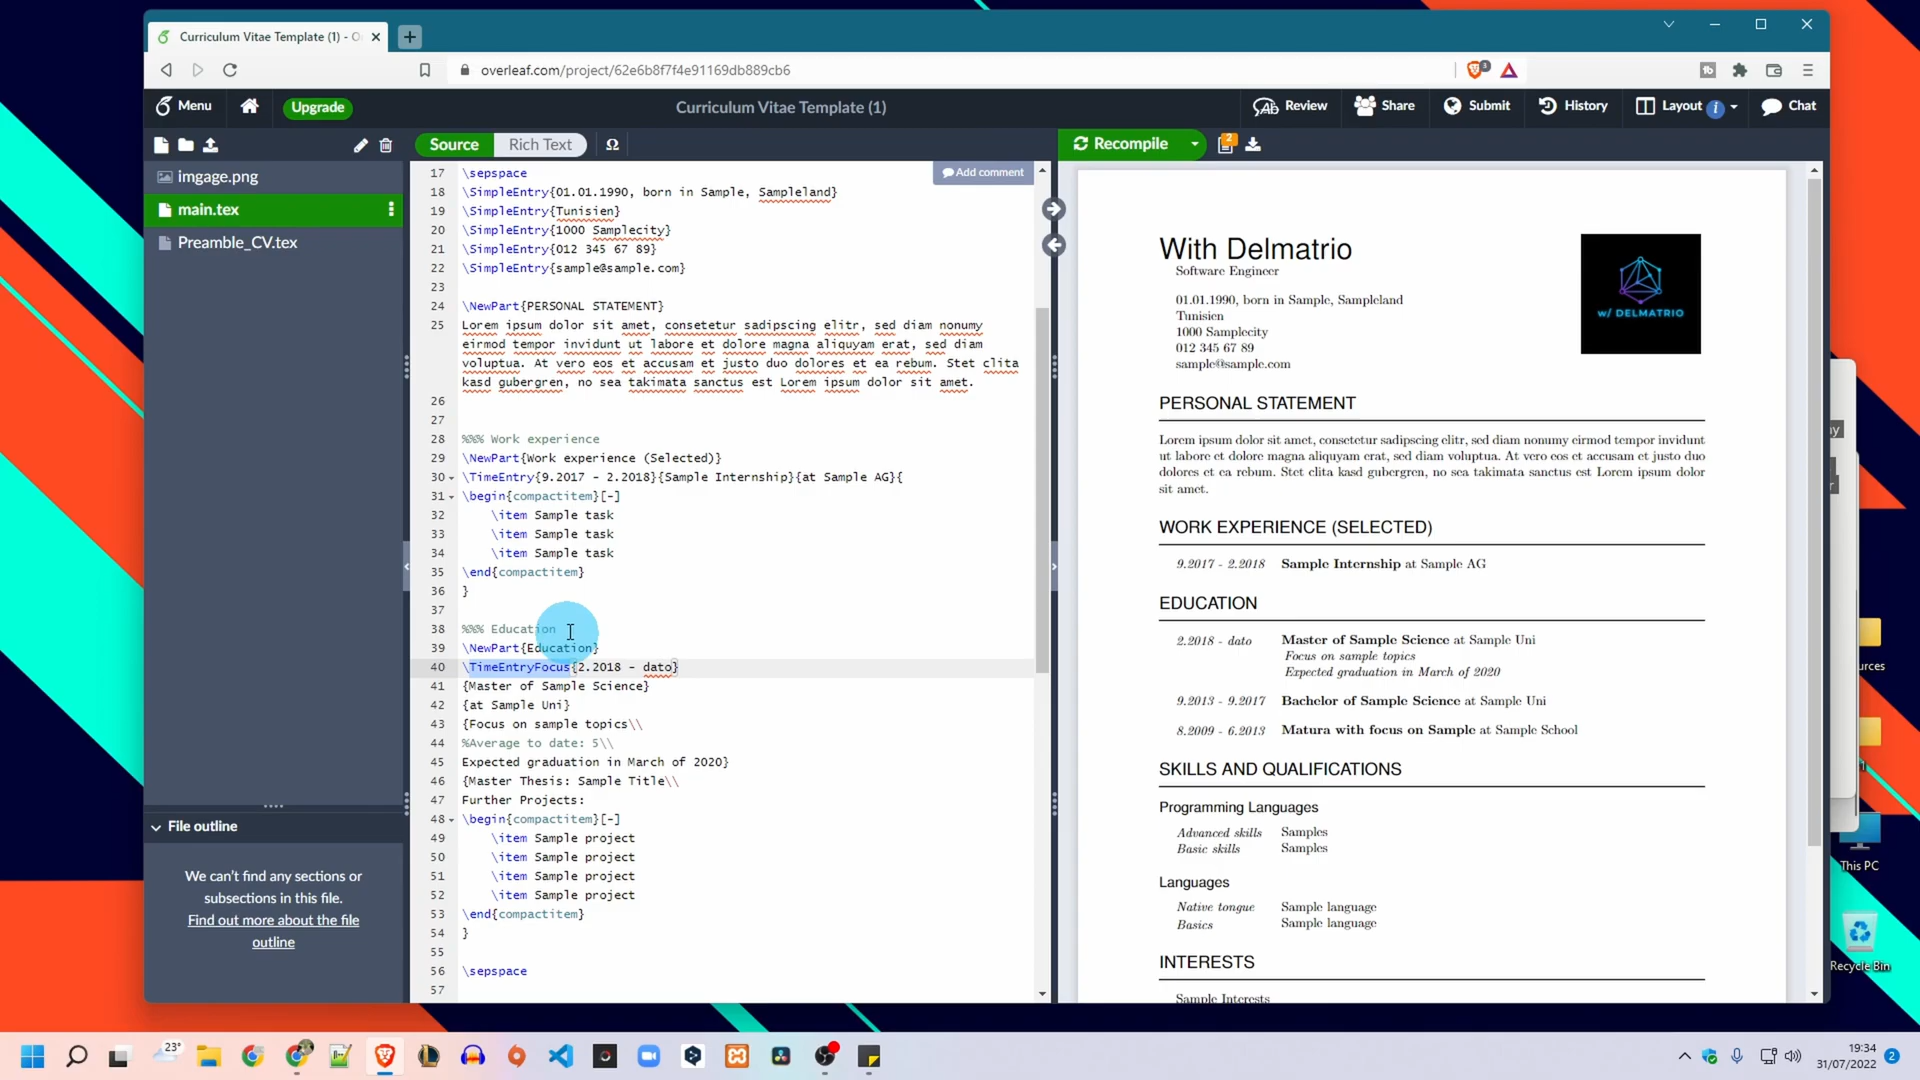 Curriculum Vitae Template (1) - O
overleaf.com/project/62e6b8f7f4e91169db889cb6
3
Menu
Upgrade
Curriculum Vitae Template (1)
Review
Share
Submit
History
Layout
Chat
Source
Rich Text
Ω
Recompile
2
imgage.png
main.tex
Preamble_CV.tex
Add comment
17 \sepspace
18 \SimpleEntry{01.01.1990, born in Sample, Sampleland}
19 \SimpleEntry{Tunisien}
20 \SimpleEntry{1000 Samplecity}
21 \SimpleEntry{012 345 67 89}
22 \SimpleEntry{sample@sample.com}
23
24 \NewPart{PERSONAL STATEMENT}
25 Lorem ipsum dolor sit amet, consetetur sadipscing elitr, sed diam nonumy
eirmod tempor invidunt ut labore et dolore magna aliquyam erat, sed diam
voluptua. At vero eos et accusam et justo duo dolores et ea rebum. Stet clita
kasd gubergren, no sea takimata sanctus est Lorem ipsum dolor sit amet.
26
27
28 %%% Work experience
29 \NewPart{Work experience (Selected)}
30 \TimeEntry{9.2017 - 2.2018}{Sample Internship}{at Sample AG}{
31 \begin{compactitem}[-]
32 \item Sample task
33 \item Sample task
34 \item Sample task
35 \end{compactitem}
36 }
37
38 %%% Education
39 \NewPart{Education}
40 \TimeEntryFocus{2.2018 - dato}
41 {Master of Sample Science}
42 {at Sample Uni}
43 {Focus on sample topics\\
44 %Average to date: 5\\
45 Expected graduation in March of 2020}
46 {Master Thesis: Sample Title\\
47 Further Projects:
48 \begin{compactitem}[-]
49 \item Sample project
50 \item Sample project
51 \item Sample project
52 \item Sample project
53 \end{compactitem}
54 }
55
56 \sepspace
57
File outline
We can't find any sections or
subsections in this file.
Find out more about the file
outline
With Delmatrio
Software Engineer
01.01.1990, born in Sample, Sampleland
Tunisien
1000 Samplecity
012 345 67 89
sample@sample.com
w/ DELMATRIO
PERSONAL STATEMENT
Lorem ipsum dolor sit amet, consetetur sadipscing elitr, sed diam nonumy eirmod tempor invidunt
ut labore et dolore magna aliquyam erat, sed diam voluptua. At vero eos et accusam et justo duo
dolores et ea rebum. Stet clita kasd gubergren, no sea takimata sanctus est Lorem ipsum dolor
sit amet.
WORK EXPERIENCE (SELECTED)
9.2017 - 2.2018 Sample Internship at Sample AG
EDUCATION
2.2018 - dato Master of Sample Science at Sample Uni
Focus on sample topics
Expected graduation in March of 2020
9.2013 - 9.2017 Bachelor of Sample Science at Sample Uni
8.2009 - 6.2013 Matura with focus on Sample at Sample School
SKILLS AND QUALIFICATIONS
Programming Languages
Advanced skills Samples
Basic skills Samples
Languages
Native tongue Sample language
Basics Sample language
INTERESTS
Sample Interests
This PC
Recycle Bin
23°
19:34
31/07/2022
2